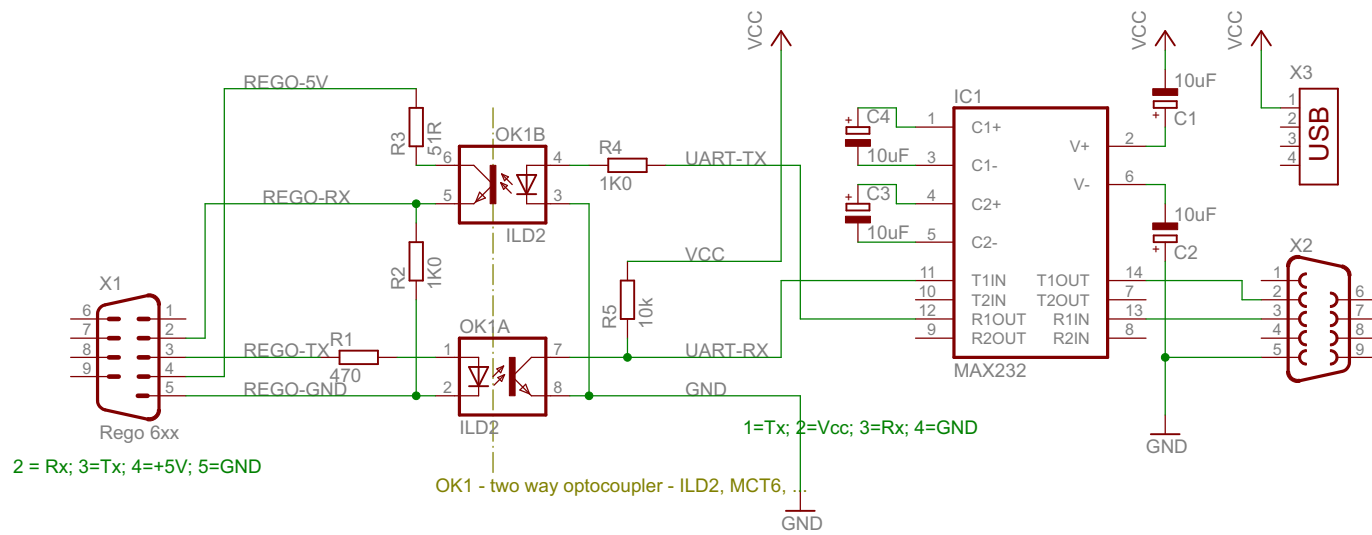 VCC
VCC
VCC
REGO-5V
R3
51R
OK1B
6
5
4
3
ILD2
R4
1K0
UART-TX
REGO-RX
R2
1K0
VCC
R5
10k
X1
6
7
8
9
1
2
3
4
5
Rego 6xx
REGO-TX
R1
470
REGO-GND
OK1A
1
2
7
8
ILD2
UART-RX
GND
2 = Rx; 3=Tx; 4=+5V; 5=GND
1=Tx; 2=Vcc; 3=Rx; 4=GND
OK1 - two way optocoupler - ILD2, MCT6, ...
GND
+
C4
10uF
+
C3
10uF
IC1
1
C1+
3
C1-
4
C2+
5
C2-
11
T1IN
10
T2IN
12
R1OUT
9
R2OUT
V+
2
V-
6
T1OUT
14
T2OUT
7
R1IN
13
R2IN
8
MAX232
10uF
+
C1
10uF
+
C2
GND
X3
1
2
3
4
USB
X2
1
2
3
4
5
6
7
8
9